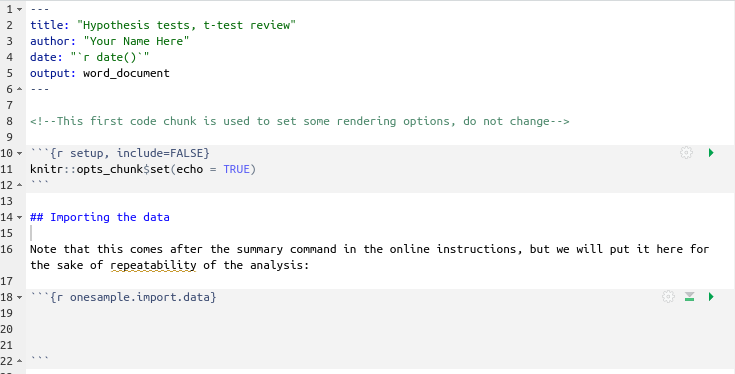 1 ---
2 title: "Hypothesis tests, t-test review"
3 author: "Your Name Here"
4 date: "`r date()`"
5 output: word_document
6 ---
7
8 <!--This first code chunk is used to set some rendering options, do not change-->
9
10 ```{r setup, include=FALSE}
11 knitr::opts_chunk$set(echo = TRUE)
12 ```
13
14 ## Importing the data
15
16 Note that this comes after the summary command in the online instructions, but we will put it here for
the sake of repeatability of the analysis:
17
18 ```{r onesample.import.data}
19
20
21
22 ```